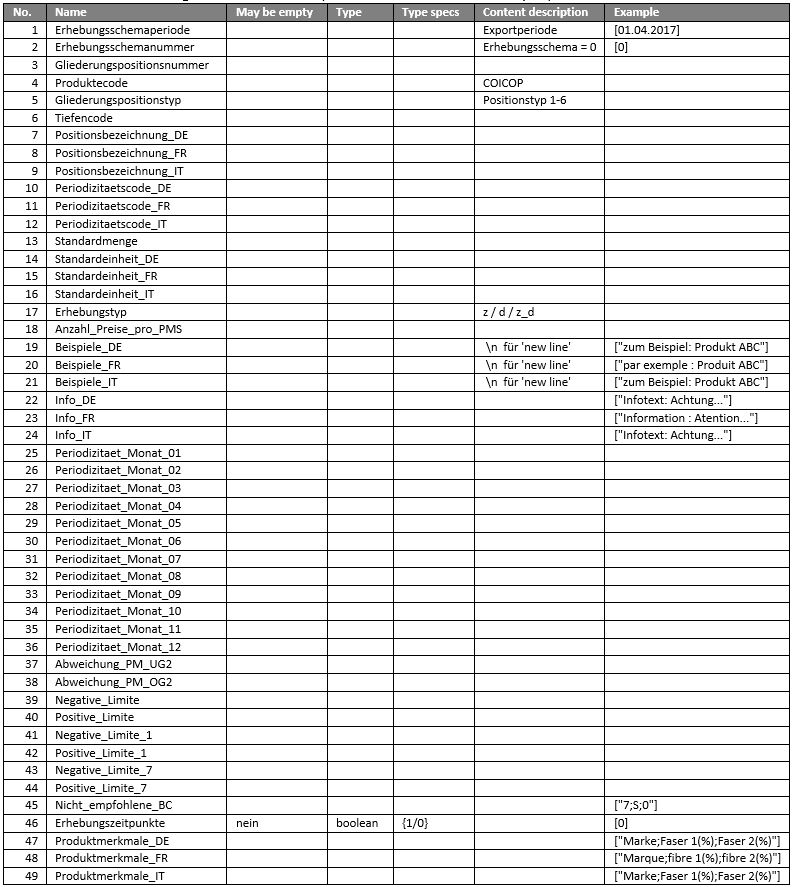 No. Name May be empty Type Type specs Content description Example
1 Erhebungsschemaperiode Exportperiode [01.04.2017]
2 Erhebungsschemanummer Erhebungsschema = 0 [0]
3 Gliederungspositionsnummer
4 Produktecode COICOP
5 Gliederungspositionstyp Positionstyp 1-6
6 Tiefencode
7 Positionsbezeichnung_DE
8 Positionsbezeichnung_FR
9 Positionsbezeichnung_IT
10 Periodizitaetscode_DE
11 Periodizitaetscode_FR
12 Periodizitaetscode_IT
13 Standardmenge
14 Standardeinheit_DE
15 Standardeinheit_FR
16 Standardeinheit_IT
17 Erhebungstyp z / d / z_d
18 Anzahl_Preise_pro_PMS
19 Beispiele_DE \n für 'new line' ["zum Beispiel: Produkt ABC"]
20 Beispiele_FR \n für 'new line' ["par exemple : Produit ABC"]
21 Beispiele_IT \n für 'new line' ["zum Beispiel: Produkt ABC"]
22 Info_DE ["Infotext: Achtung..."]
23 Info_FR ["Information : Atention..."]
24 Info_IT ["Infotext: Achtung..."]
25 Periodizitaet_Monat_01
26 Periodizitaet_Monat_02
27 Periodizitaet_Monat_03
28 Periodizitaet_Monat_04
29 Periodizitaet_Monat_05
30 Periodizitaet_Monat_06
31 Periodizitaet_Monat_07
32 Periodizitaet_Monat_08
33 Periodizitaet_Monat_09
34 Periodizitaet_Monat_10
35 Periodizitaet_Monat_11
36 Periodizitaet_Monat_12
37 Abweichung_PM_UG2
38 Abweichung_PM_OG2
39 Negative_Limite
40 Positive_Limite
41 Negative_Limite_1
42 Positive_Limite_1
43 Negative_Limite_7
44 Positive_Limite_7
45 Nicht_empfohlene_BC ["7;S;0"]
46 Erhebungszeitpunkte nein boolean {1/0} [0]
47 Produktmerkmale_DE ["Marke;Faser 1(%);Faser 2(%)"]
48 Produktmerkmale_FR ["Marque;fibre 1(%);fibre 2(%)"]
49 Produktmerkmale_IT ["Marke;Faser 1(%);Faser 2(%)"]